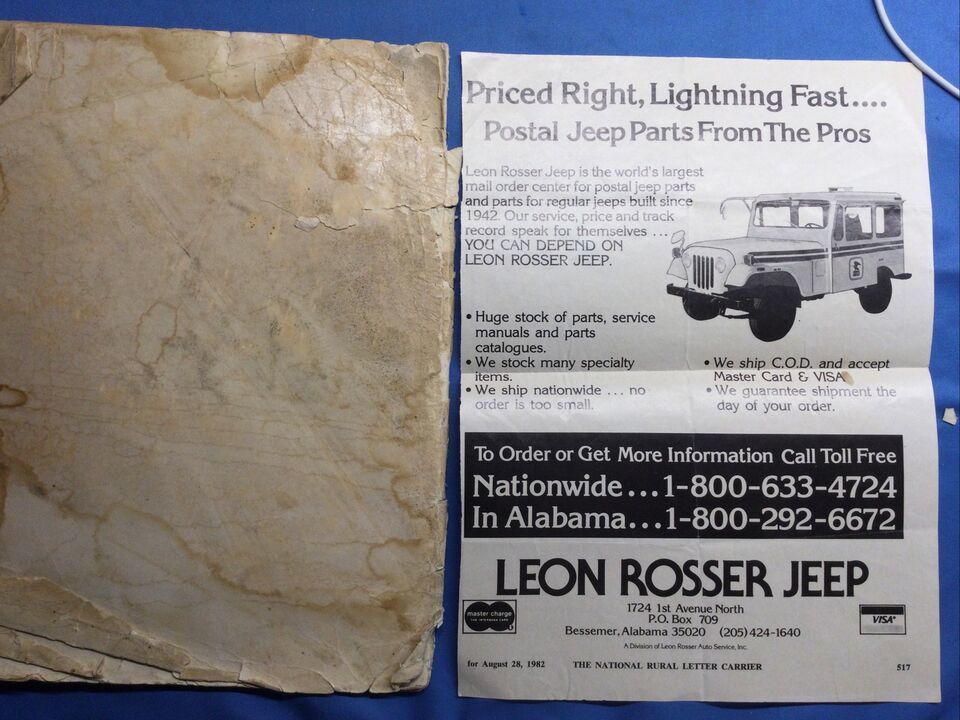 Priced Right, Lightning Fast....
Postal Jeep Parts From The Pros
Leon Rosser Jeep is the world's largest
mail order center for postal jeep parts
and parts for regular jeeps built since
1942. Our service, price and track
record speak for themselves ...
YOU CAN DEPEND ON
LEON ROSSER JEEP.
• Huge stock of parts, service
manuals and parts
catalogues.
• We stock many specialty
items.
• We ship nationwide ... no
order is too small.
• We ship C.O.D. and accept
Master Card & VISA
• We guarantee shipment the
day of your order.
To Order or Get More Information Call Toll Free
Nationwide...1-800-633-4724
In Alabama...1-800-292-6672
LEON ROSSER JEEP
master charge
THE INTERBANK CARD
1724 1st Avenue North
P.O. Box 709
Bessemer, Alabama 35020 (205) 424-1640
A Division of Leon Rosser Auto Service, Inc.
VISA
for August 28, 1982 THE NATIONAL RURAL LETTER CARRIER 517